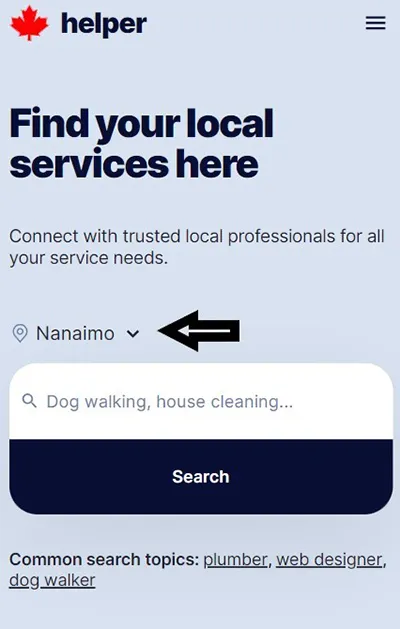 helper
Find your local
services here
Connect with trusted local professionals for all
your service needs.
Nanaimo
Dog walking, house cleaning...
Search
Common search topics: plumber, web designer,
dog walker